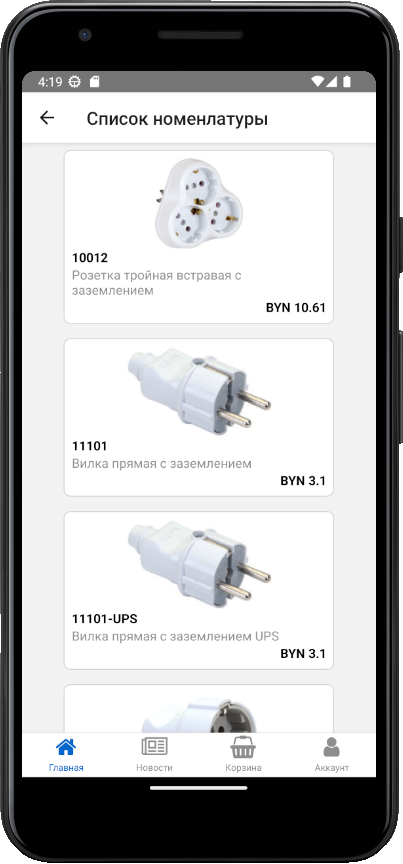 4:19
Список номенлатуры
10012
Розетка тройная встравая с
заземлением
BYN 10.61
11101
Вилка прямая с заземлением
BYN 3.1
11101-UPS
Вилка прямая с заземлением UPS
BYN 3.1
Главная
Новости
Корзина
Аккаунт